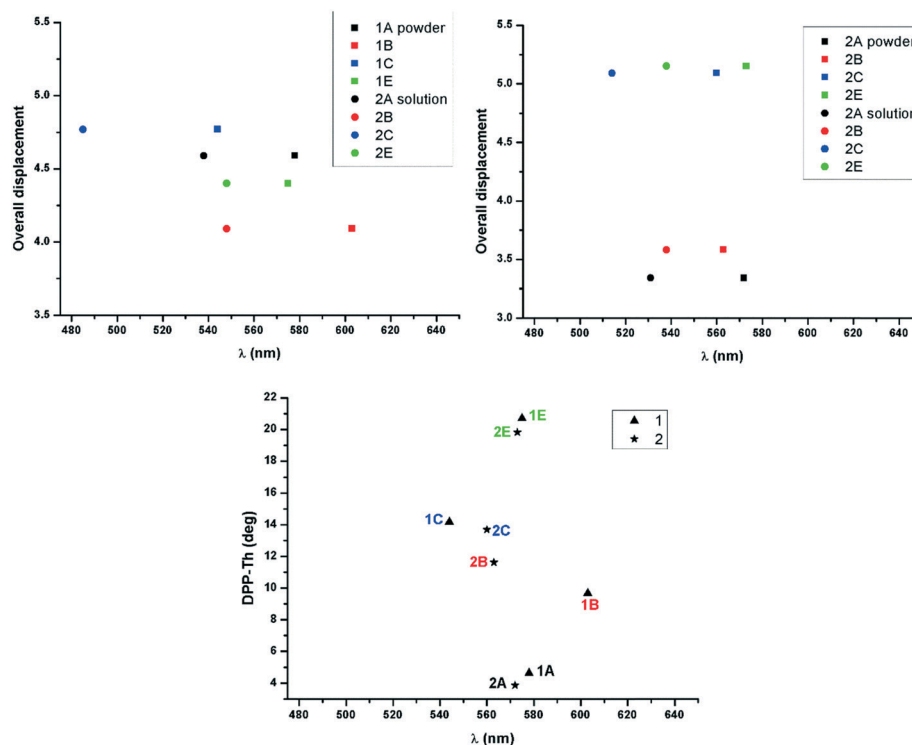 5.5
5.0
4.5
4.0
3.5
Overall displacement
480 500 520 540 560 580 600 620 640
λ (nm)
1A powder
1B
1C
1E
2A solution
2B
2C
2E
5.5
5.0
4.5
4.0
3.5
3.0
Overall displacement
480 500 520 540 560 580 600 620 640
λ (nm)
2A powder
2B
2C
2E
2A solution
2B
2C
2E
22
20
18
16
14
12
10
8
6
4
DPP-Th (deg)
1E
2E
1C
2C
2B
1B
1A
2A
1
2
480 500 520 540 560 580 600 620 640
λ (nm)